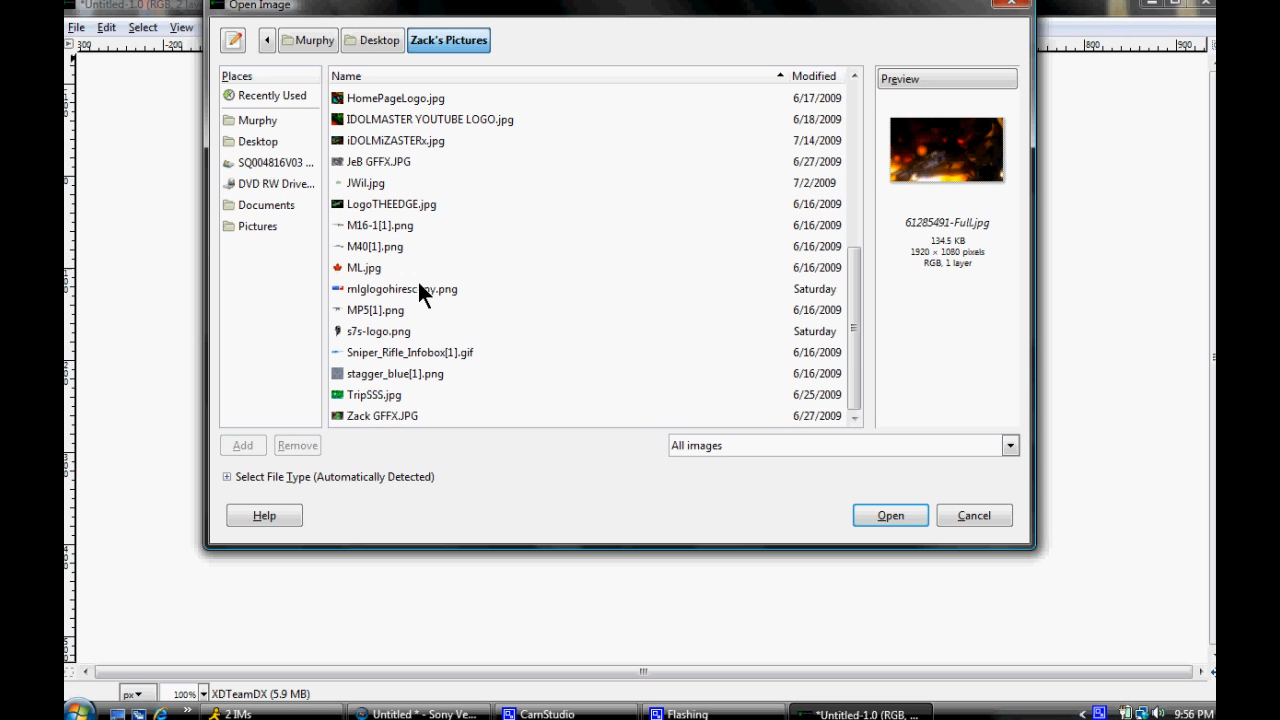 *Untitled-1.0 (RGB, 2 lay
Open Image
File Edit Select View
Murphy Desktop Zack's Pictures
300 -200 800 900
Places
Recently Used
Murphy
Desktop
SQ004816V03 ...
DVD RW Drive...
Documents
Pictures
Name Modified
HomePageLogo.jpg 6/17/2009
IDOLMASTER YOUTUBE LOGO.jpg 6/18/2009
iDOLMiZASTERx.jpg 7/14/2009
JeB GFFX.JPG 6/27/2009
JWil.jpg 7/2/2009
LogoTHEEDGE.jpg 6/16/2009
M16-1[1].png 6/16/2009
M40[1].png 6/16/2009
ML.jpg 6/16/2009
mlglogohiresc py.png Saturday
MP5[1].png 6/16/2009
s7s-logo.png Saturday
Sniper_Rifle_Infobox[1].gif 6/16/2009
stagger_blue[1].png 6/16/2009
TripSSS.jpg 6/25/2009
Zack GFFX.JPG 6/27/2009
Preview
61285491-Full.jpg
134.5 KB
1920 × 1080 pixels
RGB, 1 layer
Add Remove
All images
Select File Type (Automatically Detected)
Help Open Cancel
px 100% XDTeamDX (5.9 MB)
» 2 IMs Untitled * - Sony Ve... CamStudio Flashing *Untitled-1.0 (RGB, ... < 9:56 PM